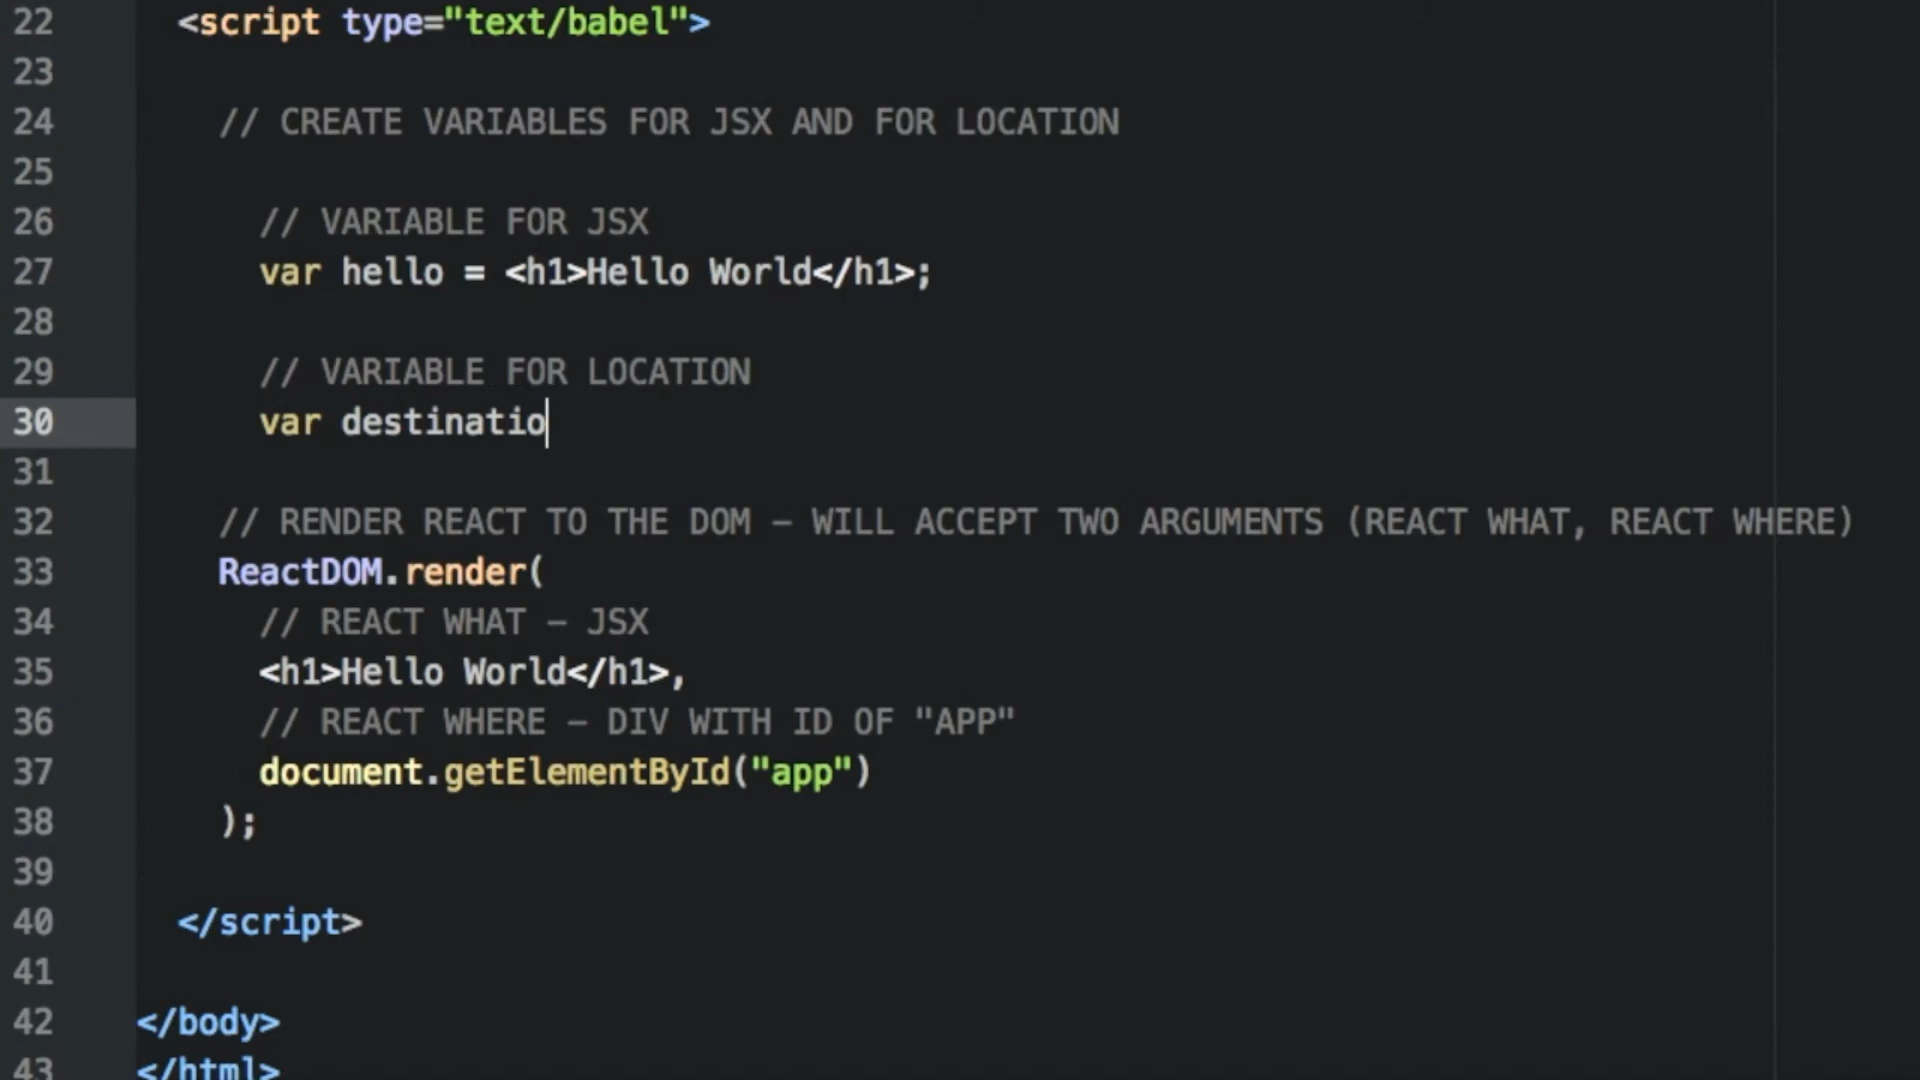 22 <script type="text/babel">
23
24 // CREATE VARIABLES FOR JSX AND FOR LOCATION
25
26 // VARIABLE FOR JSX
27 var hello = <h1>Hello World</h1>;
28
29 // VARIABLE FOR LOCATION
30 var destinatio
31
32 // RENDER REACT TO THE DOM – WILL ACCEPT TWO ARGUMENTS (REACT WHAT, REACT WHERE)
33 ReactDOM.render(
34 // REACT WHAT – JSX
35 <h1>Hello World</h1>,
36 // REACT WHERE – DIV WITH ID OF "APP"
37 document.getElementById("app")
38 );
39
40 </script>
41
42 </body>
43 </html>